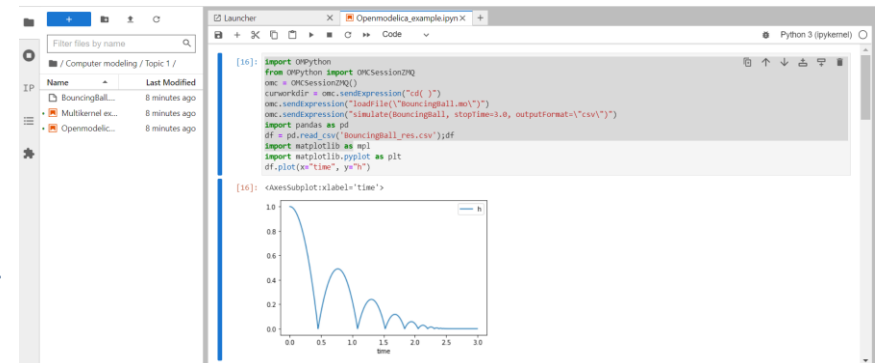 Launcher
Openmodelica_example.ipyn
Filter files by name
Code
Python 3 (ipykernel)
/ Computer modeling / Topic 1 /
Name
Last Modified
BouncingBall....
8 minutes ago
Multikernel ex...
8 minutes ago
Openmodelic...
8 minutes ago
IP
[16]:
import OMPython
from OMPython import OMCSessionZMQ
omc = OMCSessionZMQ()
curworkdir = omc.sendExpression("cd( )")
omc.sendExpression("loadFile(\"BouncingBall.mo\")")
omc.sendExpression("simulate(BouncingBall, stopTime=3.0, outputFormat=\"csv\")")
import pandas as pd
df = pd.read_csv('BouncingBall_res.csv');df
import matplotlib as mpl
import matplotlib.pyplot as plt
df.plot(x="time", y="h")
[16]: <AxesSubplot:xlabel='time'>
h
1.0
0.8
0.6
0.4
0.2
0.0
0.0 0.5 1.0 1.5 2.0 2.5 3.0
time